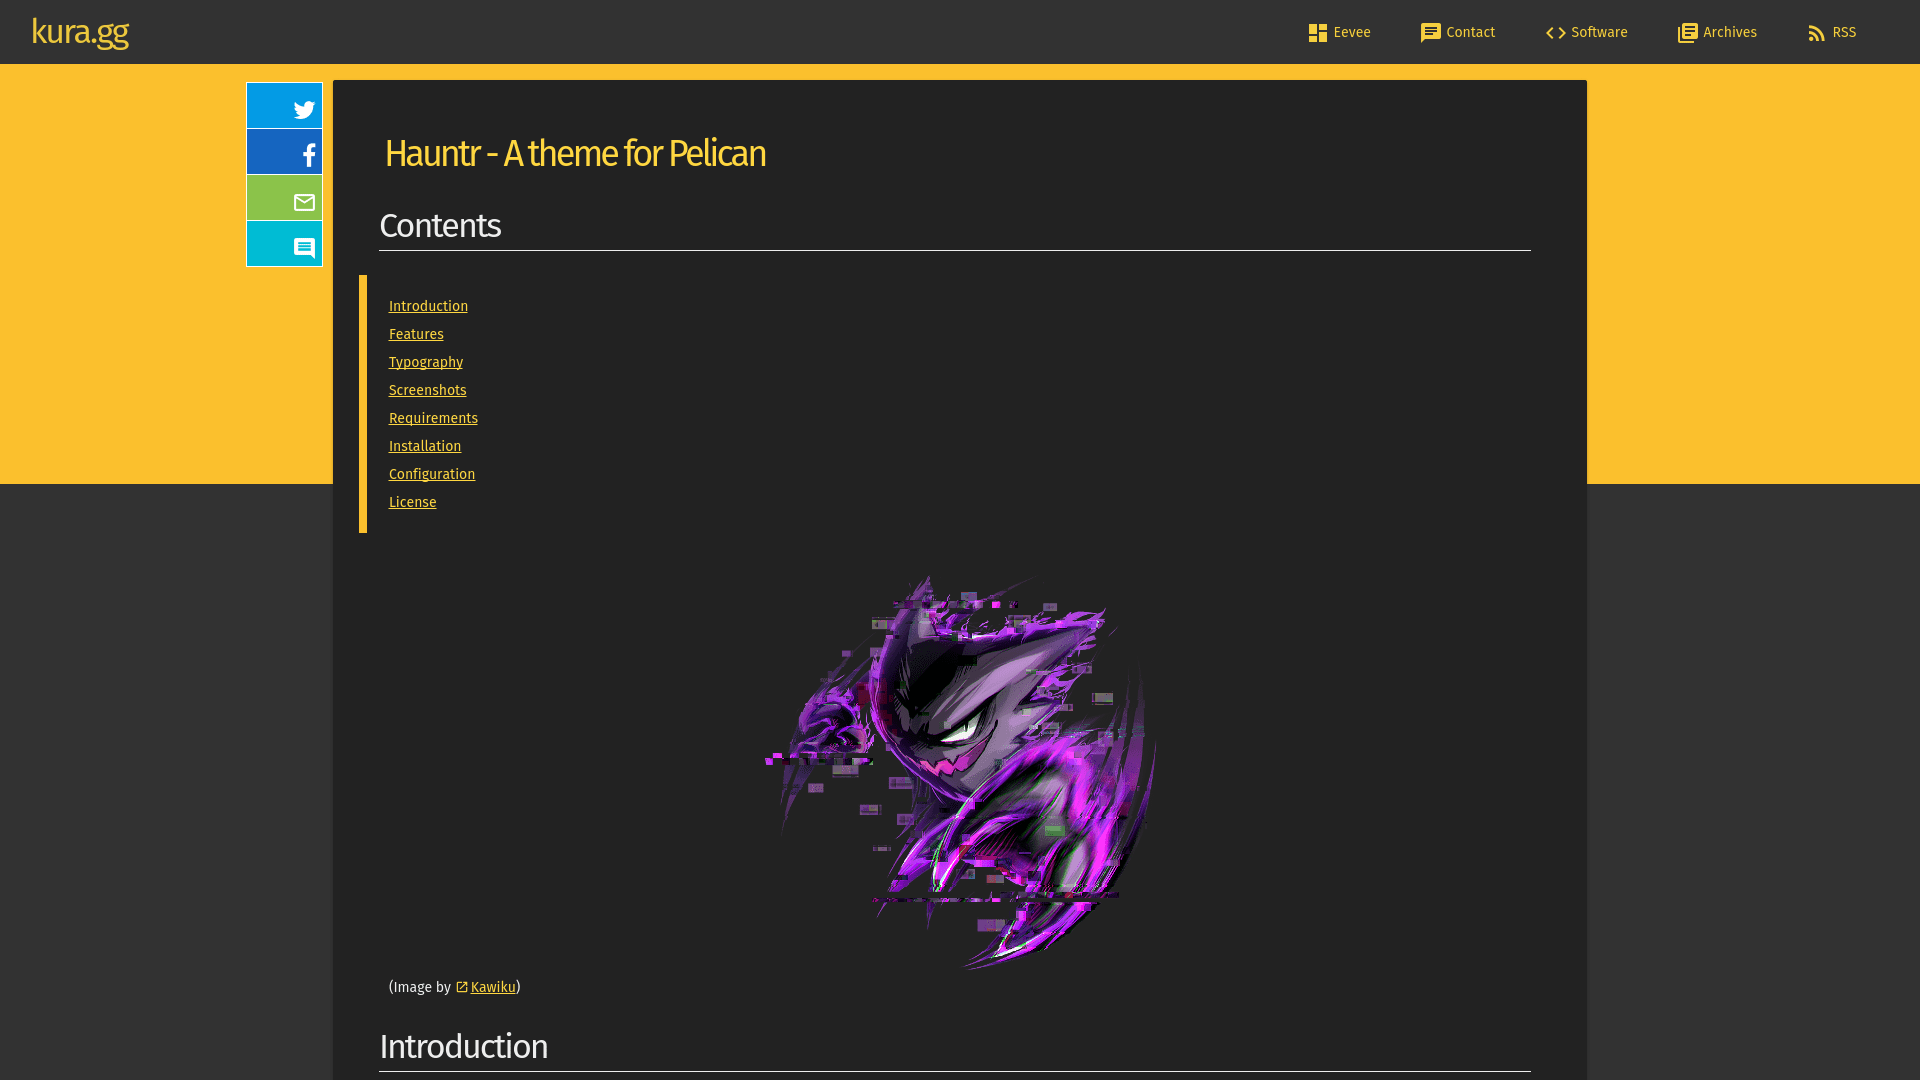 kura.gg
Eevee
Contact
Software
Archives
RSS
Hauntr - A theme for Pelican
Contents
Introduction
Features
Typography
Screenshots
Requirements
Installation
Configuration
License
(Image by Kawiku)
Introduction